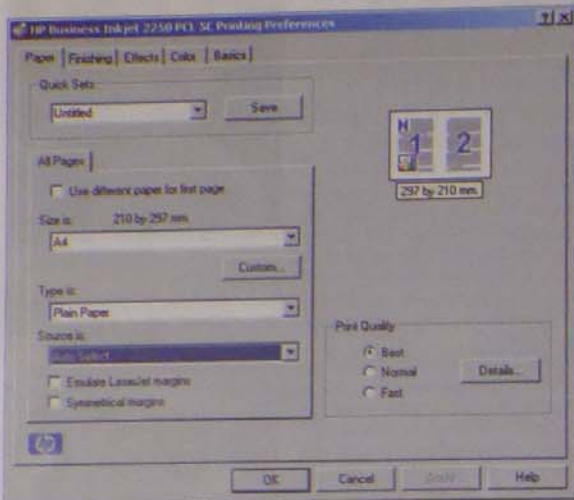 HP Business Inkjet 2250 PCL 5C Printing Preferences
Paper Finishing Effects Color Basics
Quick Sets
Untitled Save
All Pages
Use different paper for first page
Size is: 210 by 297 mm.
A4
Custom...
Type is:
Plain Paper
Source is:
Auto Select
Emulate LaserJet margins
Symmetrical margins
1 2
297 by 210 mm.
Print Quality
Best
Normal
Fast
Details...
hp
OK Cancel Apply Help